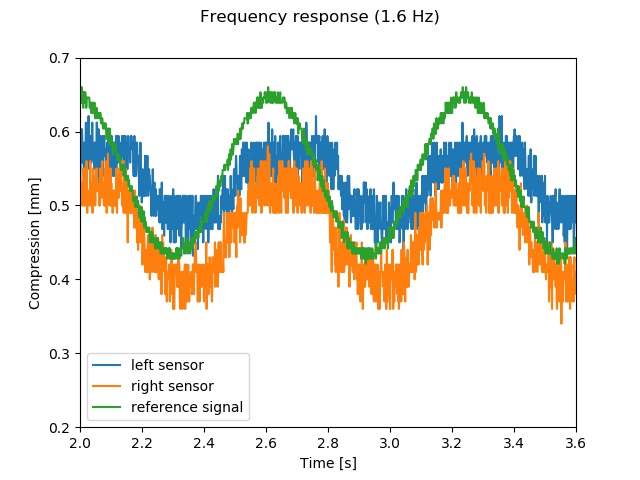 Frequency response (1.6 Hz)
0.7
0.6
0.5
0.4
0.3
0.2
Compression [mm]
left sensor
right sensor
reference signal
2.0 2.2 2.4 2.6 2.8 3.0 3.2 3.4 3.6
Time [s]